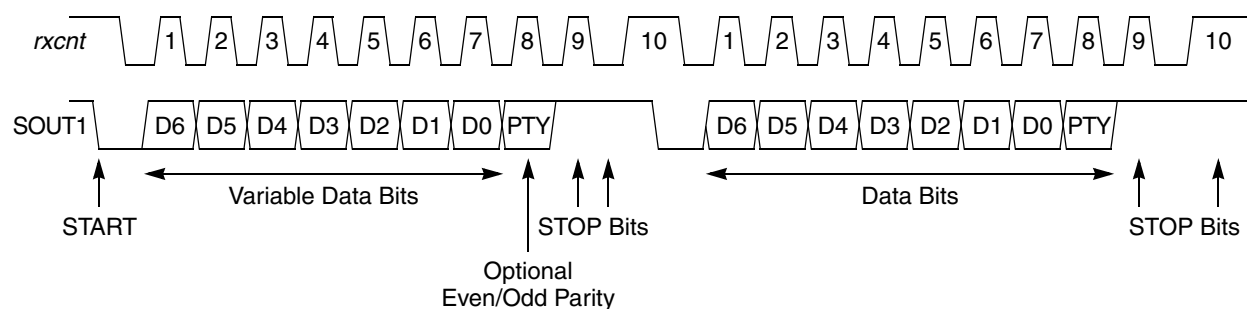 rxcnt 1 2 3 4 5 6 7 8 9 10 1 2 3 4 5 6 7 8 9 10
SOUT1 D6 D5 D4 D3 D2 D1 D0 PTY D6 D5 D4 D3 D2 D1 D0 PTY
Variable Data Bits Data Bits
START STOP Bits STOP Bits
Optional
Even/Odd Parity